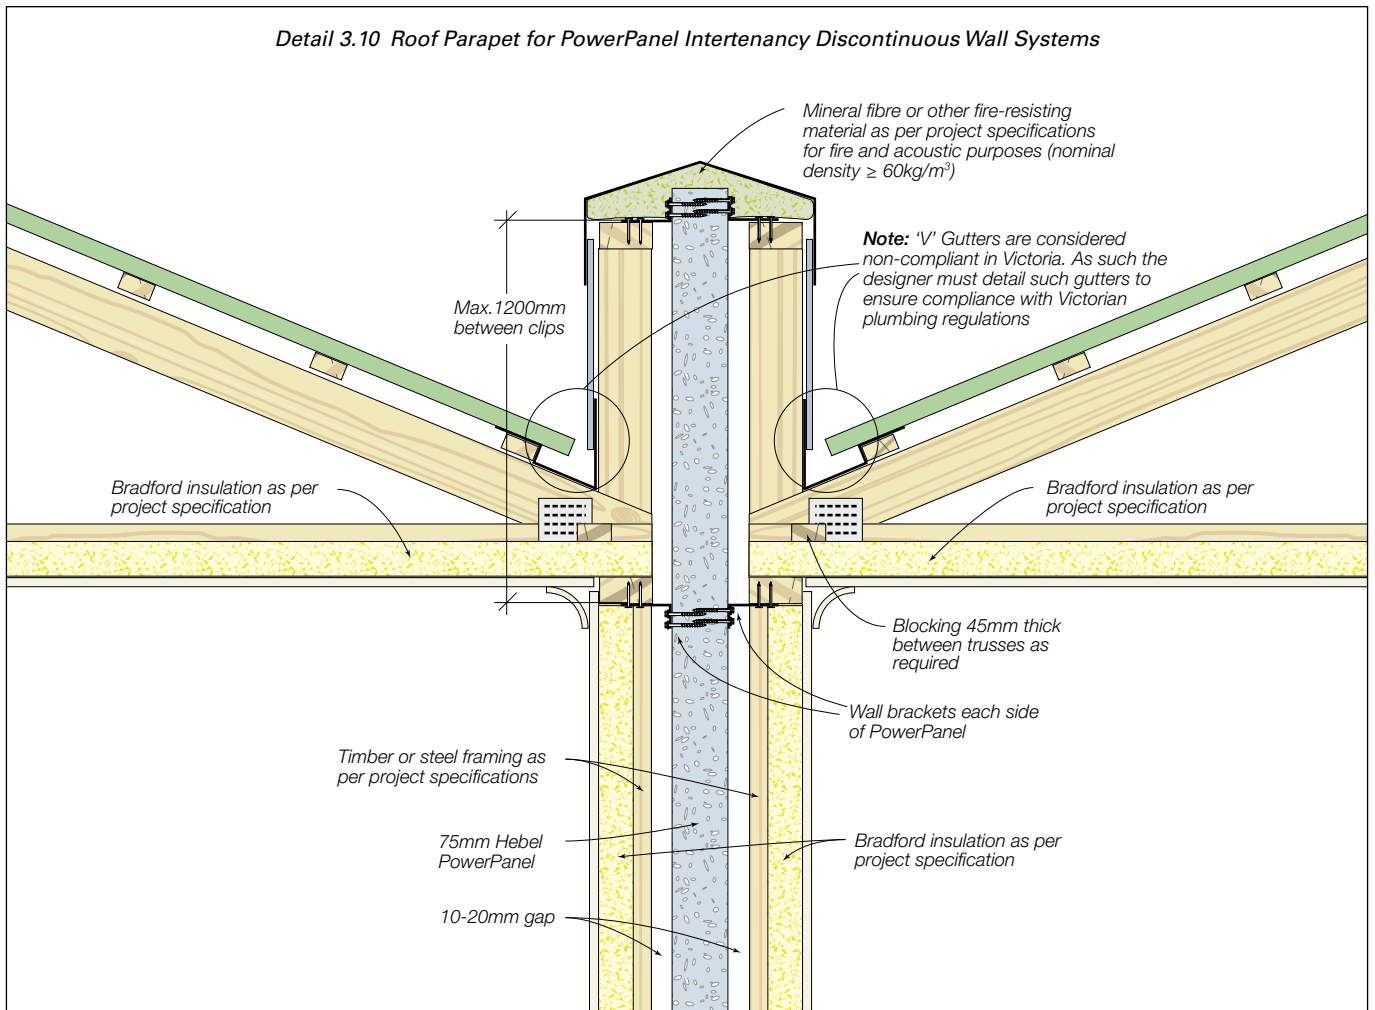 Detail 3.10 Roof Parapet for PowerPanel Intertenancy Discontinuous Wall Systems
Mineral fibre or other fire-resisting
material as per project specifications
for fire and acoustic purposes (nominal
density ≥ 60kg/m³)
Note: ‘V’ Gutters are considered
non-compliant in Victoria. As such the
designer must detail such gutters to
ensure compliance with Victorian
plumbing regulations
Max.1200mm
between clips
Bradford insulation as per
project specification
Bradford insulation as per
project specification
Blocking 45mm thick
between trusses as
required
Wall brackets each side
of PowerPanel
Timber or steel framing as
per project specifications
75mm Hebel
PowerPanel
Bradford insulation as per
project specification
10-20mm gap